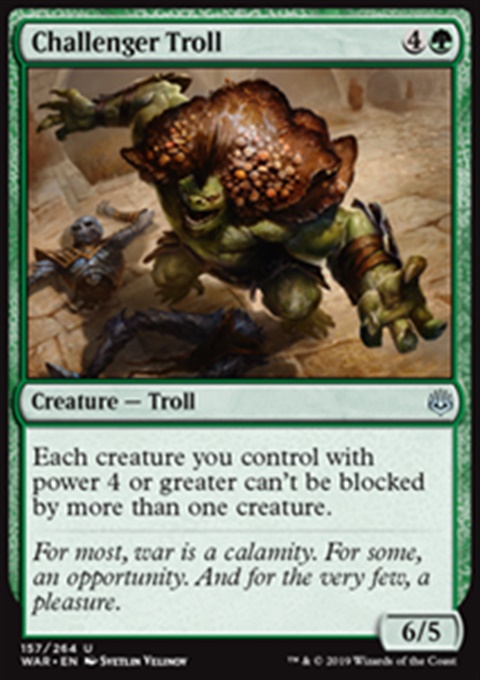 Challenger Troll 4
Creature — Troll
Each creature you control with
power 4 or greater can't be blocked
by more than one creature.
For most, war is a calamity. For some,
an opportunity. And for the very few, a
pleasure.
6/5
157/264 U
WAR • EN Svetlin Velinov
™ & © 2019 Wizards of the Coast